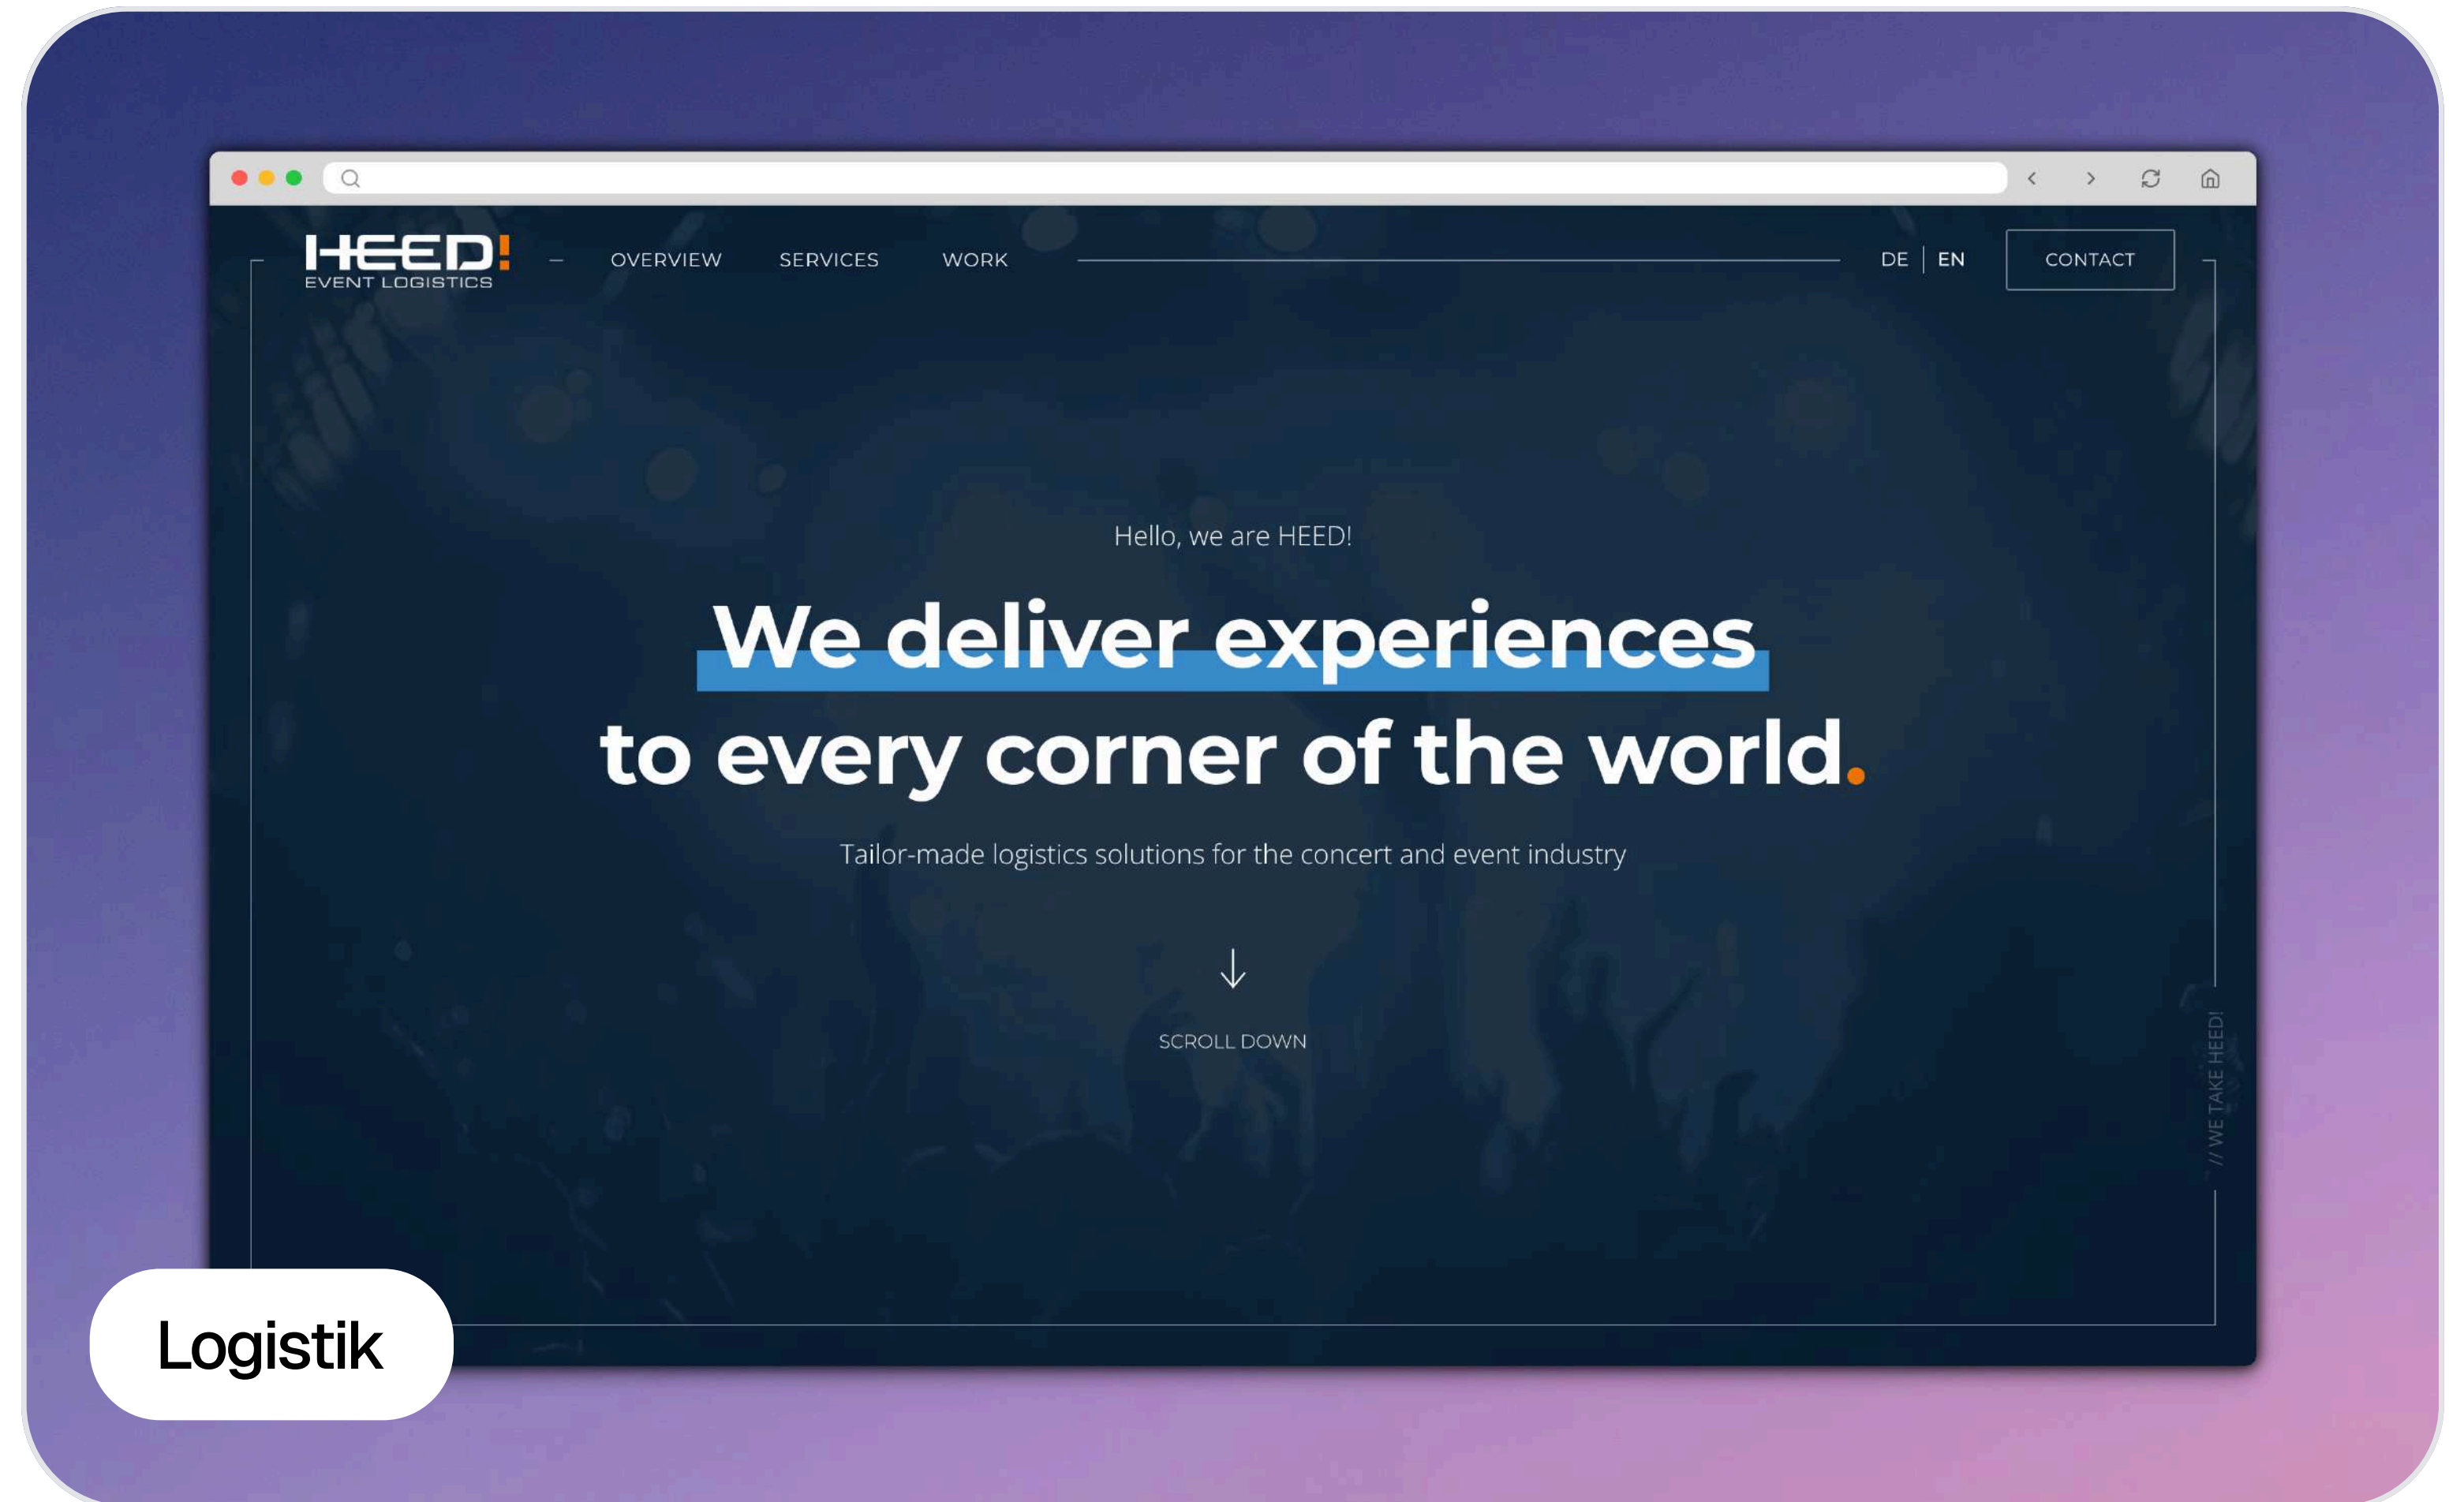 HEED!
EVENT LOGISTICS
OVERVIEW
SERVICES
WORK
DE | EN
CONTACT
Hello, we are HEED!
We deliver experiences
to every corner of the world.
Tailor-made logistics solutions for the concert and event industry
SCROLL DOWN
// WE TAKE HEED!
Logistik